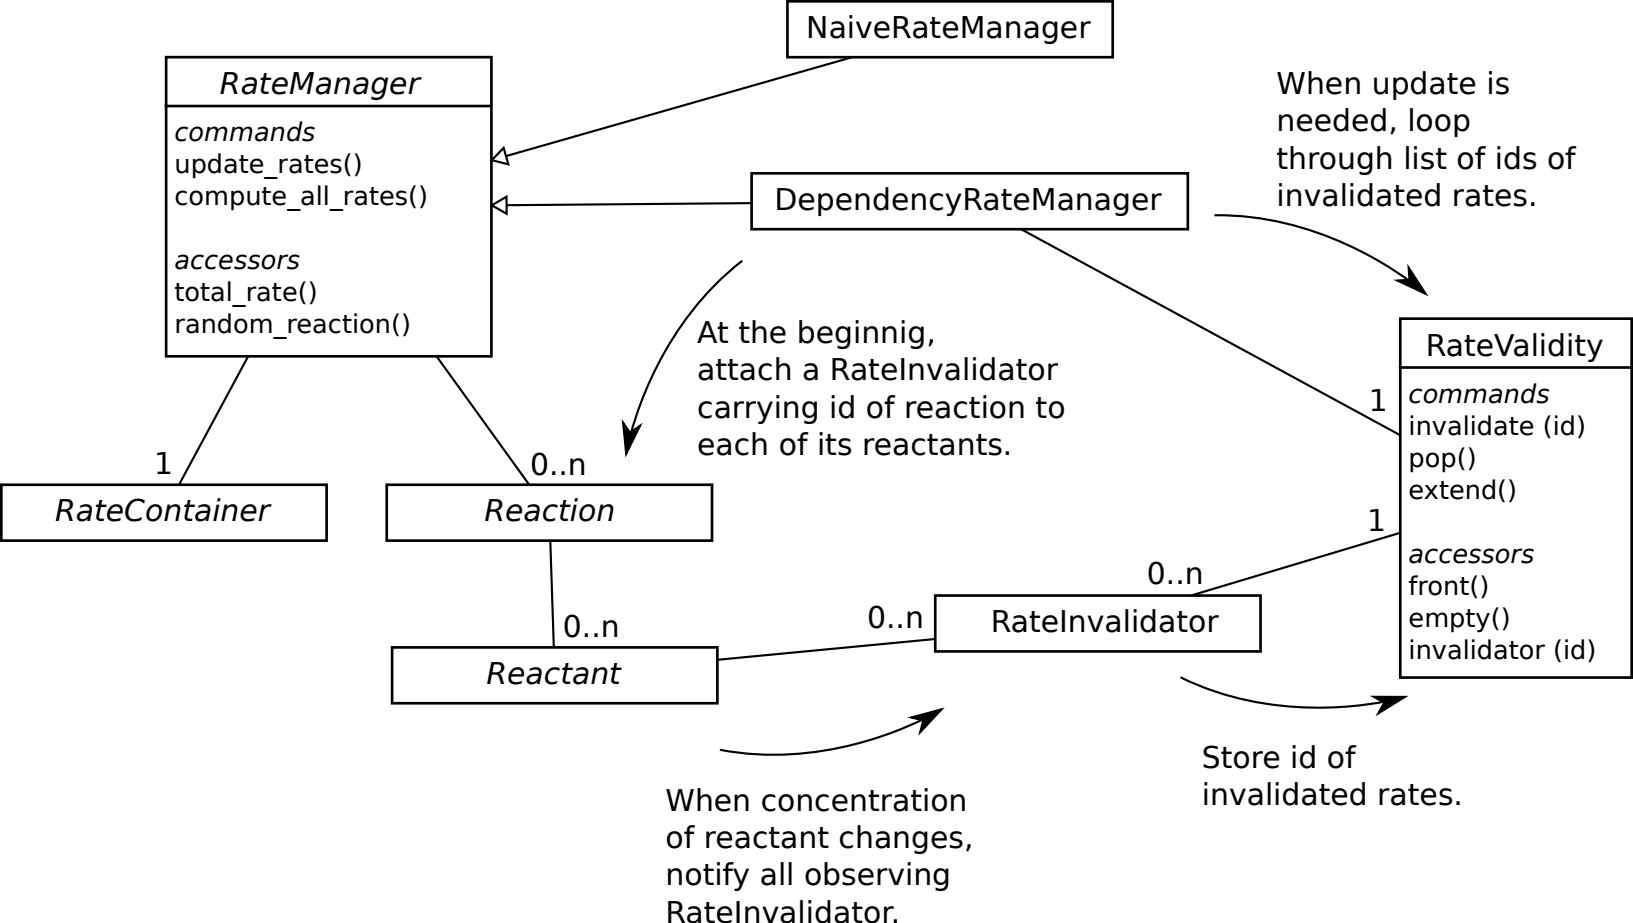 NaiveRateManager
RateManager
commands
update_rates()
compute_all_rates()
accessors
total_rate()
random_reaction()
DependencyRateManager
When update is
needed, loop
through list of ids of
invalidated rates.
At the beginnig,
attach a RateInvalidator
carrying id of reaction to
each of its reactants.
RateValidity
commands
invalidate (id)
pop()
extend()
accessors
front()
empty()
invalidator (id)
1
1
1
0..n
RateContainer
Reaction
0..n
0..n
0..n
RateInvalidator
Reactant
Store id of
invalidated rates.
When concentration
of reactant changes,
notify all observing
RateInvalidator.